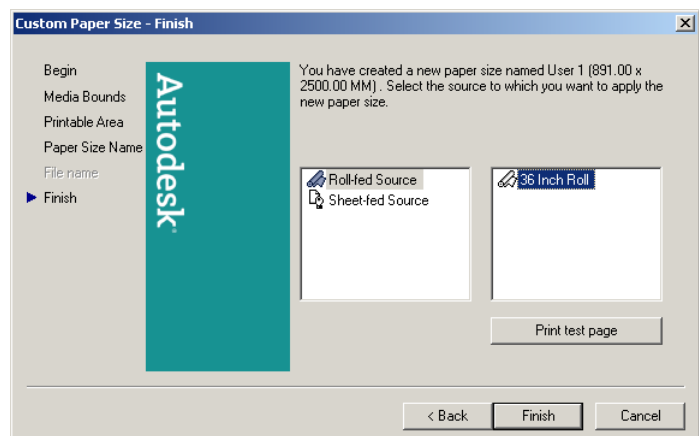 Custom Paper Size - Finish
Begin
Media Bounds
Printable Area
Paper Size Name
File name
Finish
Autodesk
You have created a new paper size named User 1 (891.00 x
2500.00 MM) . Select the source to which you want to apply the
new paper size.
Roll-fed Source
Sheet-fed Source
36 Inch Roll
Print test page
< Back
Finish
Cancel